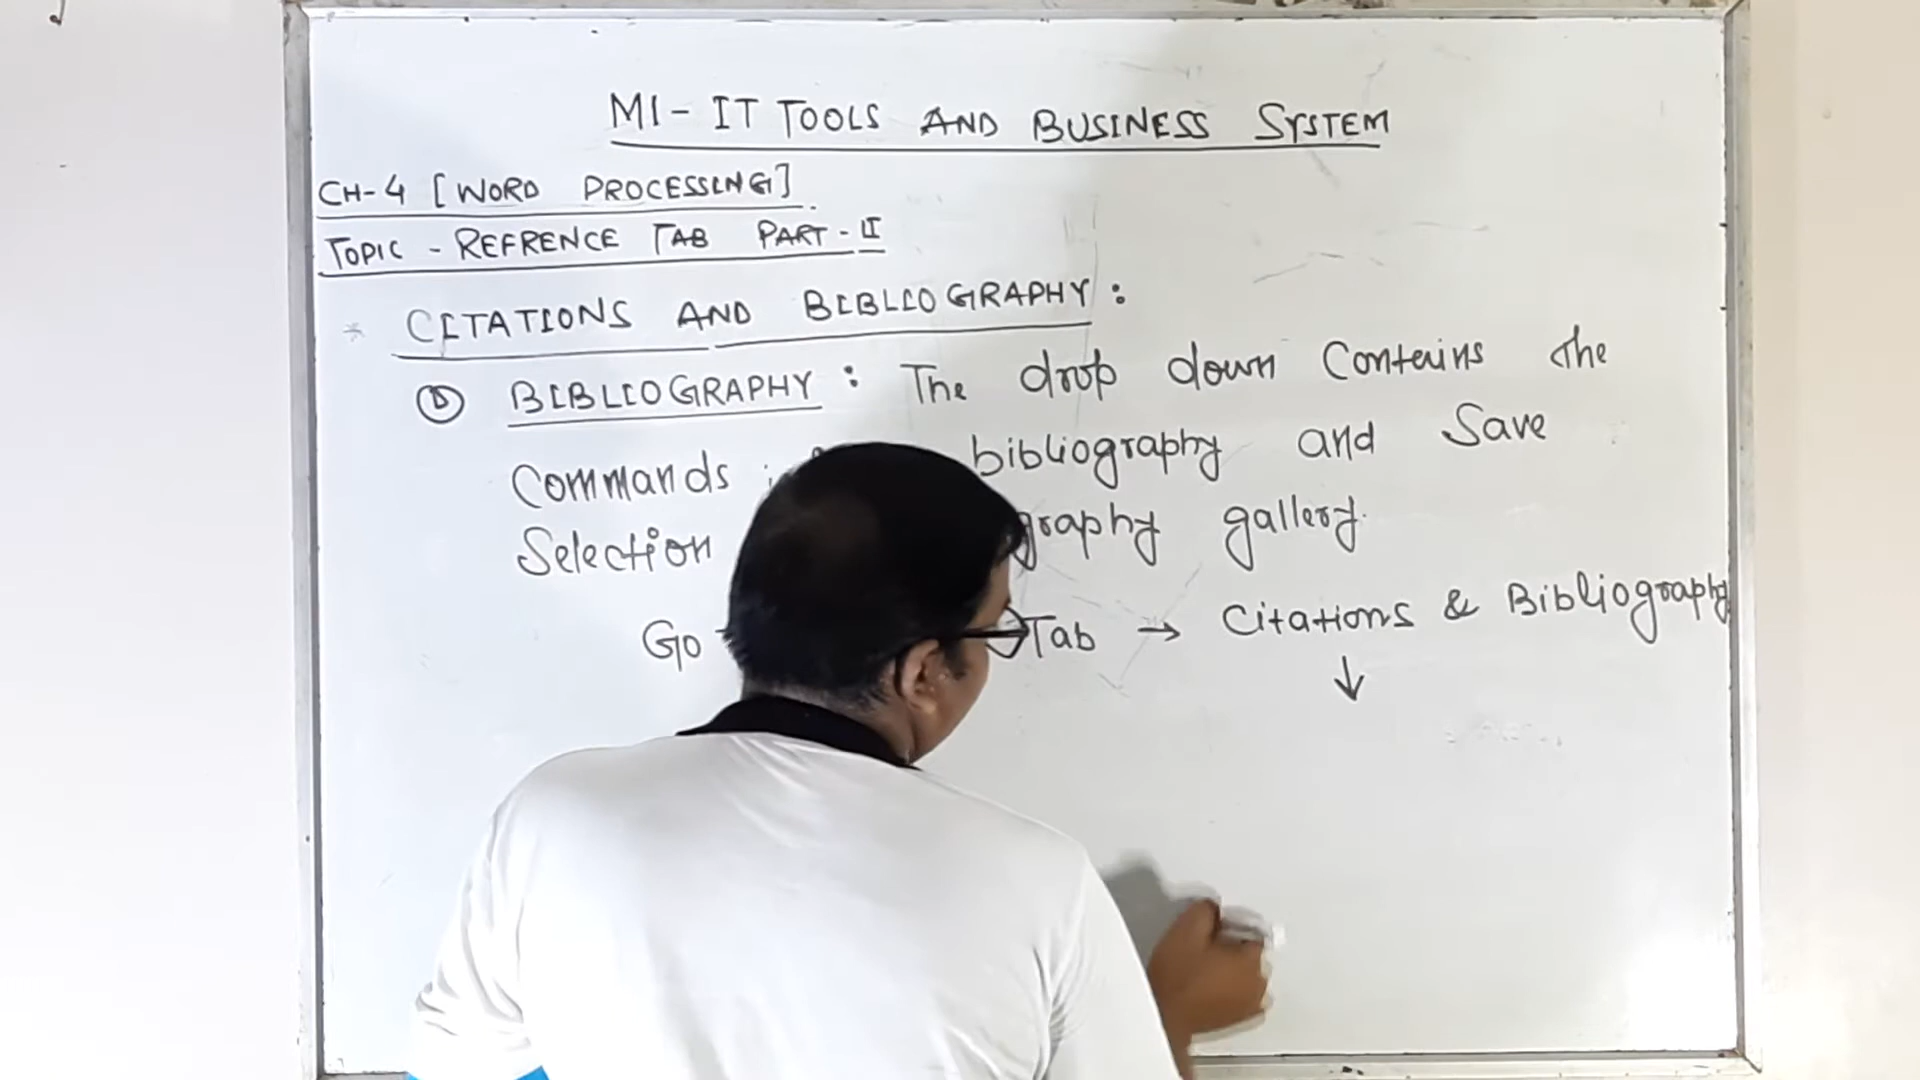 MI - IT TOOLS AND BUSINESS SYSTEM
CH-4 [WORD PROCESSING]
TOPIC - REFRENCE TAB PART - II
* CITATIONS AND BIBLIOGRAPHY :
BIBLIOGRAPHY : The drop down Contains the
Commands bibliography and Save
Selection graphy gallery.
Go Tab → Citations & Bibliography
↓